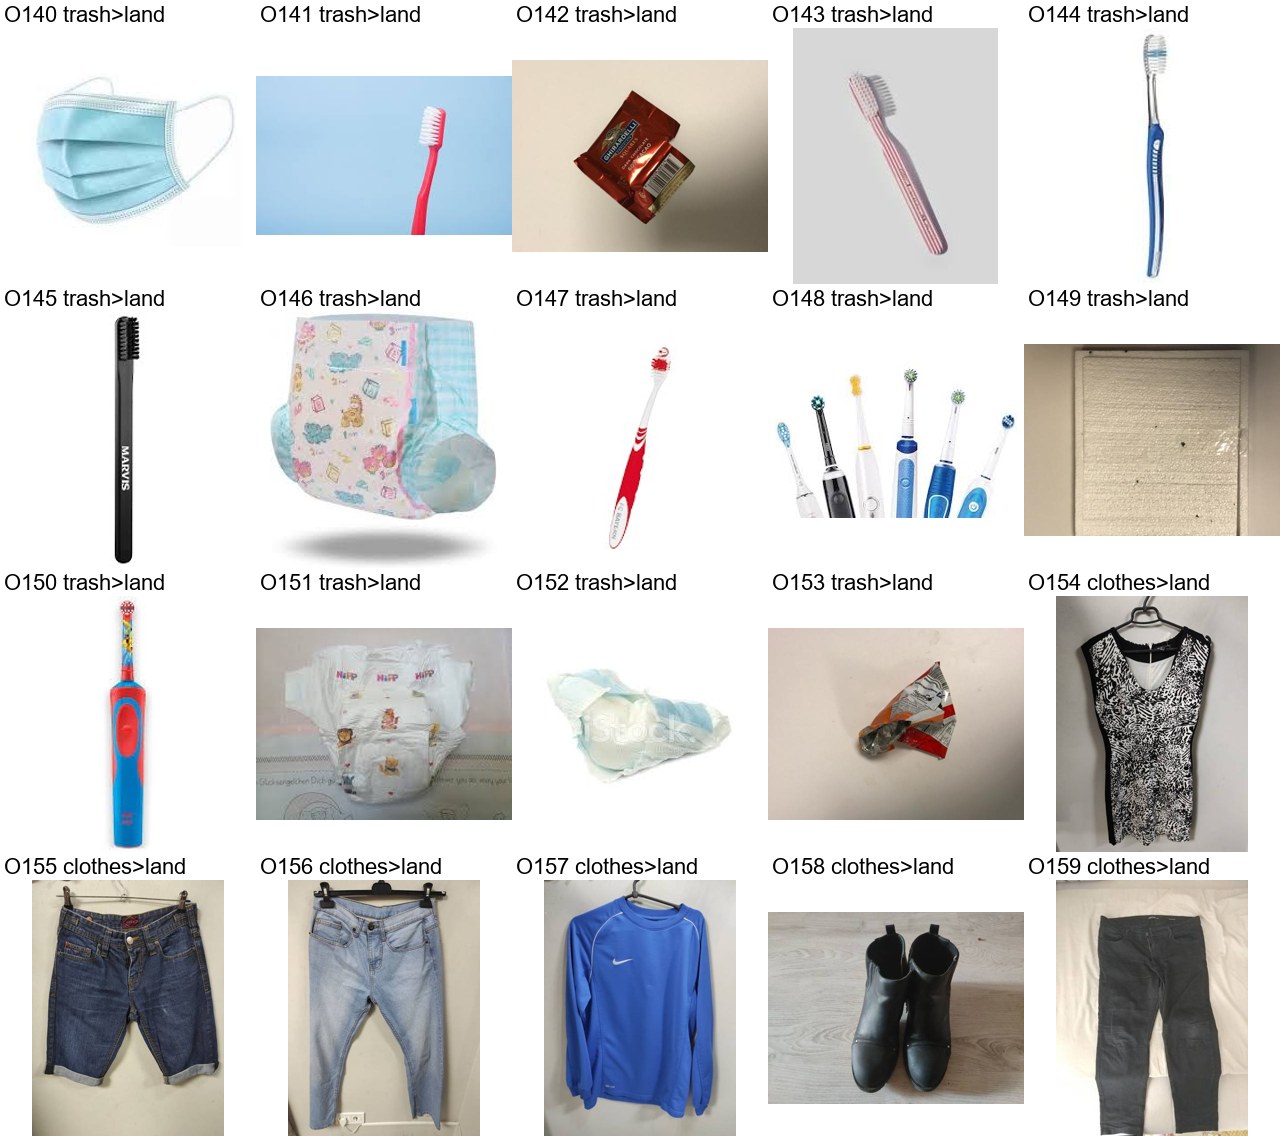 O140 trash>land
O141 trash>land
O142 trash>land
O143 trash>land
O144 trash>land
GHIRARDELLI
O145 trash>land
O146 trash>land
O147 trash>land
O148 trash>land
O149 trash>land
MARVIS
O150 trash>land
O151 trash>land
O152 trash>land
O153 trash>land
O154 clothes>land
HiPP HiPP HiPP
iStock
O155 clothes>land
O156 clothes>land
O157 clothes>land
O158 clothes>land
O159 clothes>land